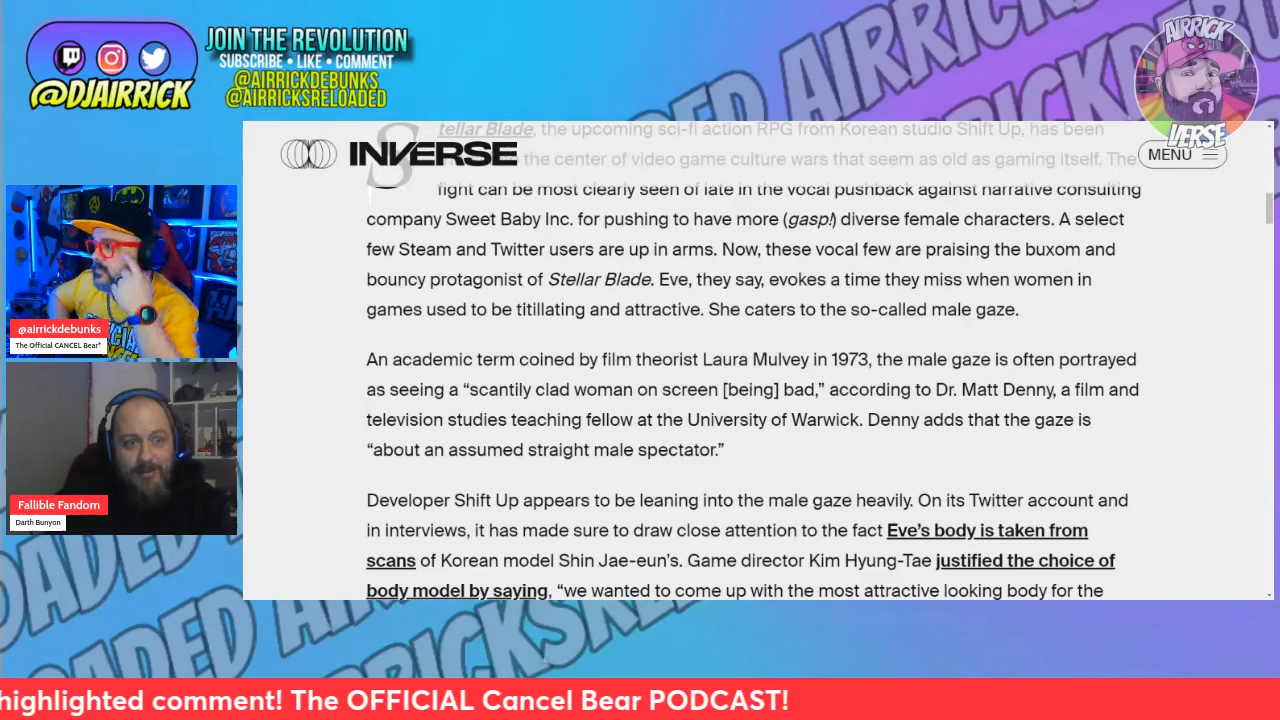 JOIN THE REVOLUTION
SUBSCRIBE • LIKE • COMMENT
@AIRRICKDEBUNKS
@AIRRICKSRELOADED
@DJAIRRICK
AIRRICK
VERSE
INVERSE
MENU
Stellar Blade, the upcoming sci-fi action RPG from Korean studio Shift Up, has been
the center of video game culture wars that seem as old as gaming itself. The
fight can be most clearly seen of late in the vocal pushback against narrative consulting
company Sweet Baby Inc. for pushing to have more (gasp!) diverse female characters. A select
few Steam and Twitter users are up in arms. Now, these vocal few are praising the buxom and
bouncy protagonist of Stellar Blade. Eve, they say, evokes a time they miss when women in
games used to be titillating and attractive. She caters to the so-called male gaze.
An academic term coined by film theorist Laura Mulvey in 1973, the male gaze is often portrayed
as seeing a “scantily clad woman on screen [being] bad,” according to Dr. Matt Denny, a film and
television studies teaching fellow at the University of Warwick. Denny adds that the gaze is
“about an assumed straight male spectator.”
Developer Shift Up appears to be leaning into the male gaze heavily. On its Twitter account and
in interviews, it has made sure to draw close attention to the fact Eve’s body is taken from
scans of Korean model Shin Jae-eun’s. Game director Kim Hyung-Tae justified the choice of
body model by saying, “we wanted to come up with the most attractive looking body for the
@airrickdebunks
The Official CANCEL Bear"
Fallible Fandom
Darth Bunyon
highlighted comment! The OFFICIAL Cancel Bear PODCAST!